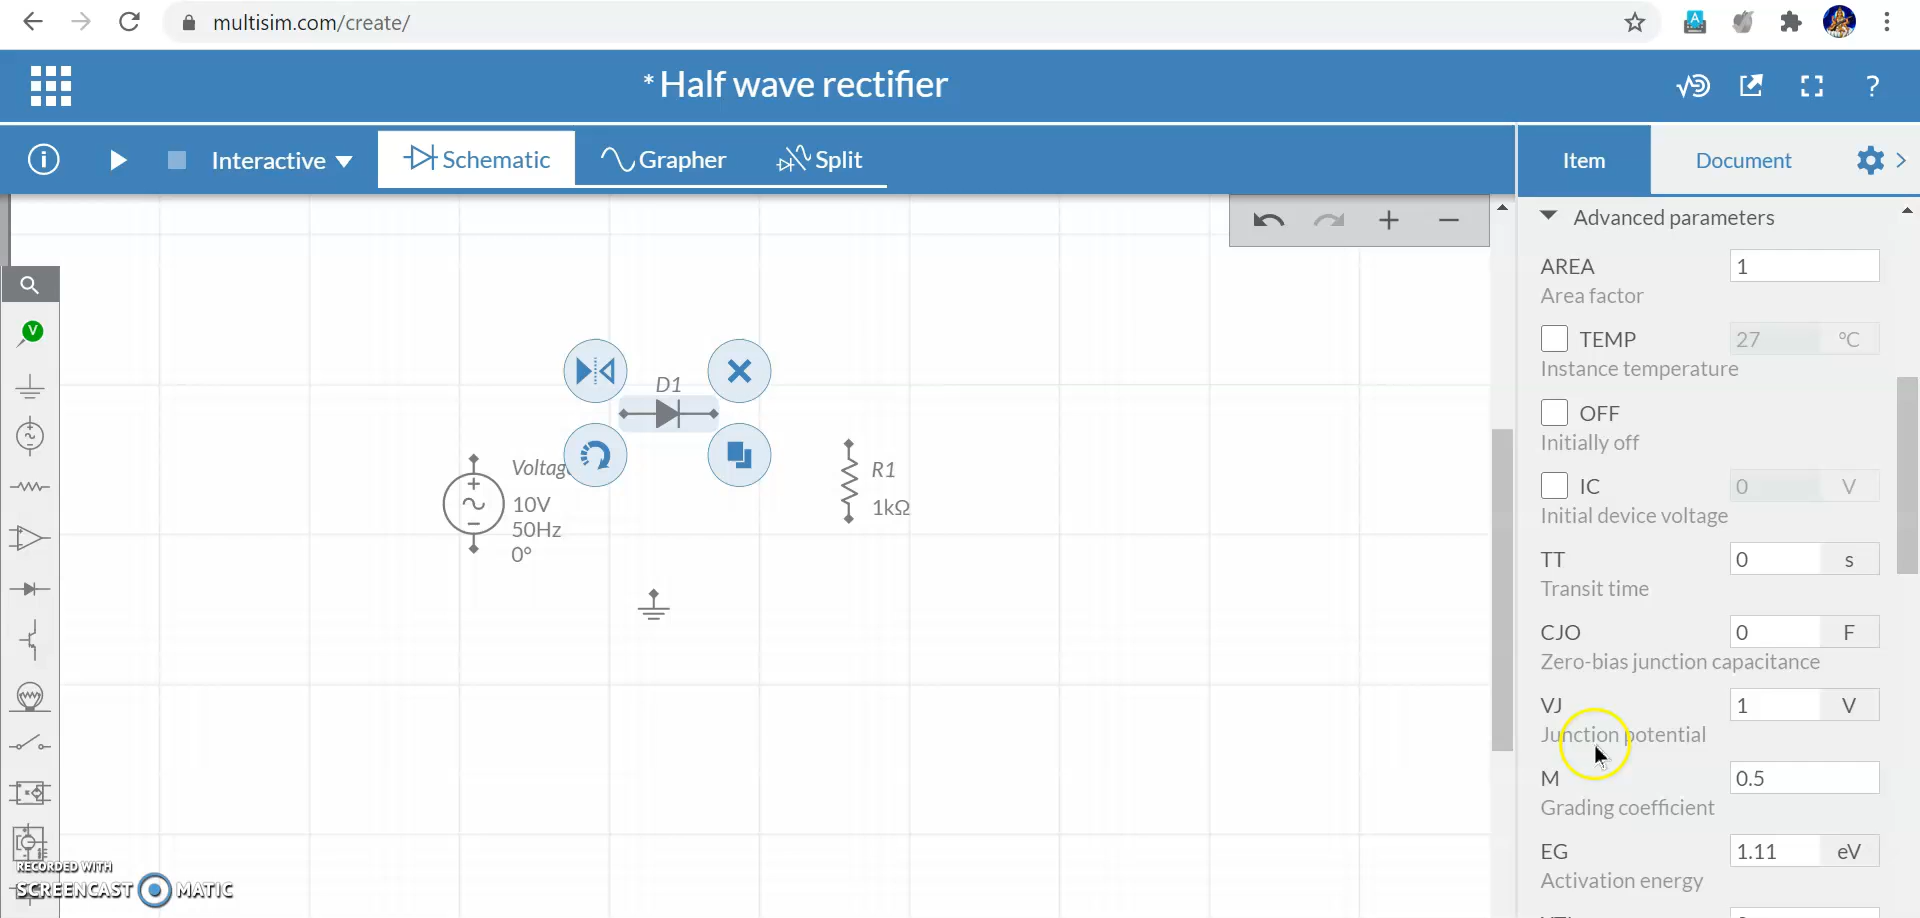 multisim.com/create/
A
* Half wave rectifier
?
i
Interactive
Schematic
Grapher
Split
Item
Document
Advanced parameters
AREA
1
Area factor
TEMP
27
°C
Instance temperature
OFF
Initially off
IC
0
V
Initial device voltage
TT
0
s
Transit time
CJO
0
F
Zero-bias junction capacitance
VJ
1
V
Junction potential
M
0.5
Grading coefficient
EG
1.11
eV
Activation energy
V
D1
Voltage
10V
50Hz
0°
R1
1kΩ
RECORDED WITH
SCREENCAST MATIC